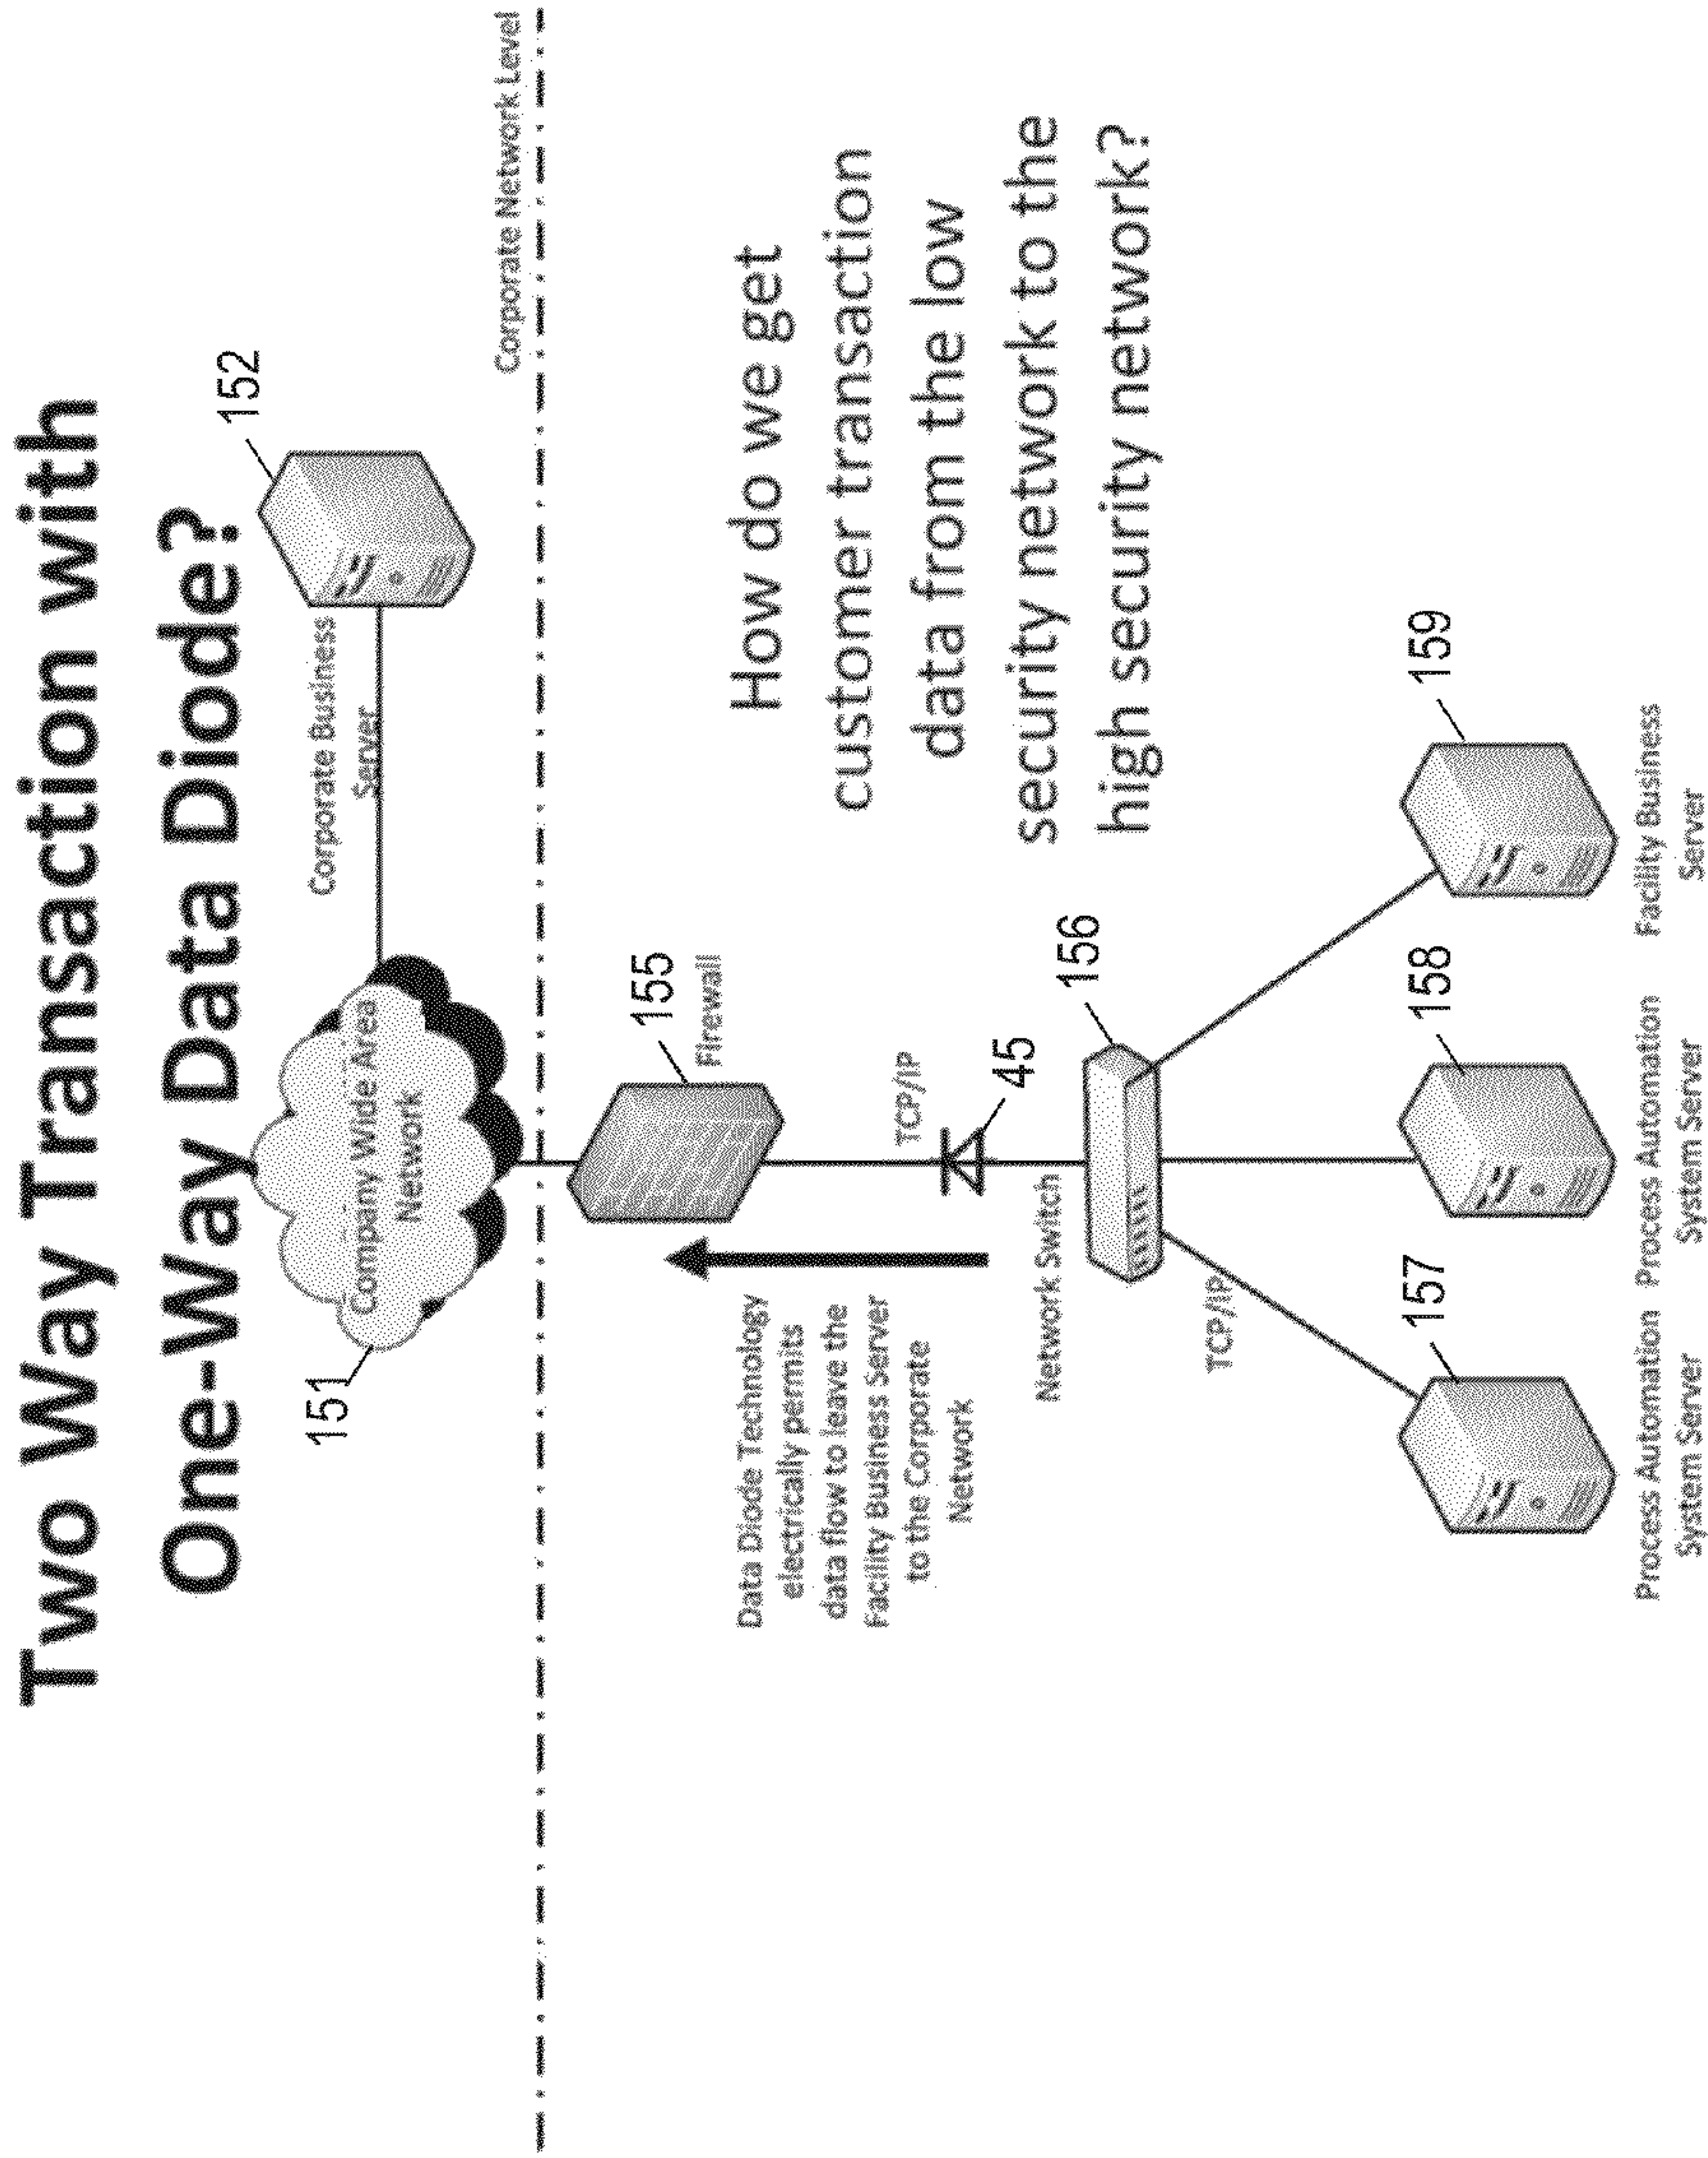 Two Way Transaction with
One-Way Data Diode?
152
Corporate Business
Server
151
Company Wide Area
Network
Corporate Network Level
155
Firewall
Data Diode Technology
electrically permits
data flow to leave the
Facility Business Server
to the Corporate
Network
TCP/IP
45
How do we get
customer transaction
data from the low
security network to the
high security network?
Network Switch
156
TCP/IP
157
158
159
Process Automation
System Server
Process Automation
System Server
Facility Business
Server